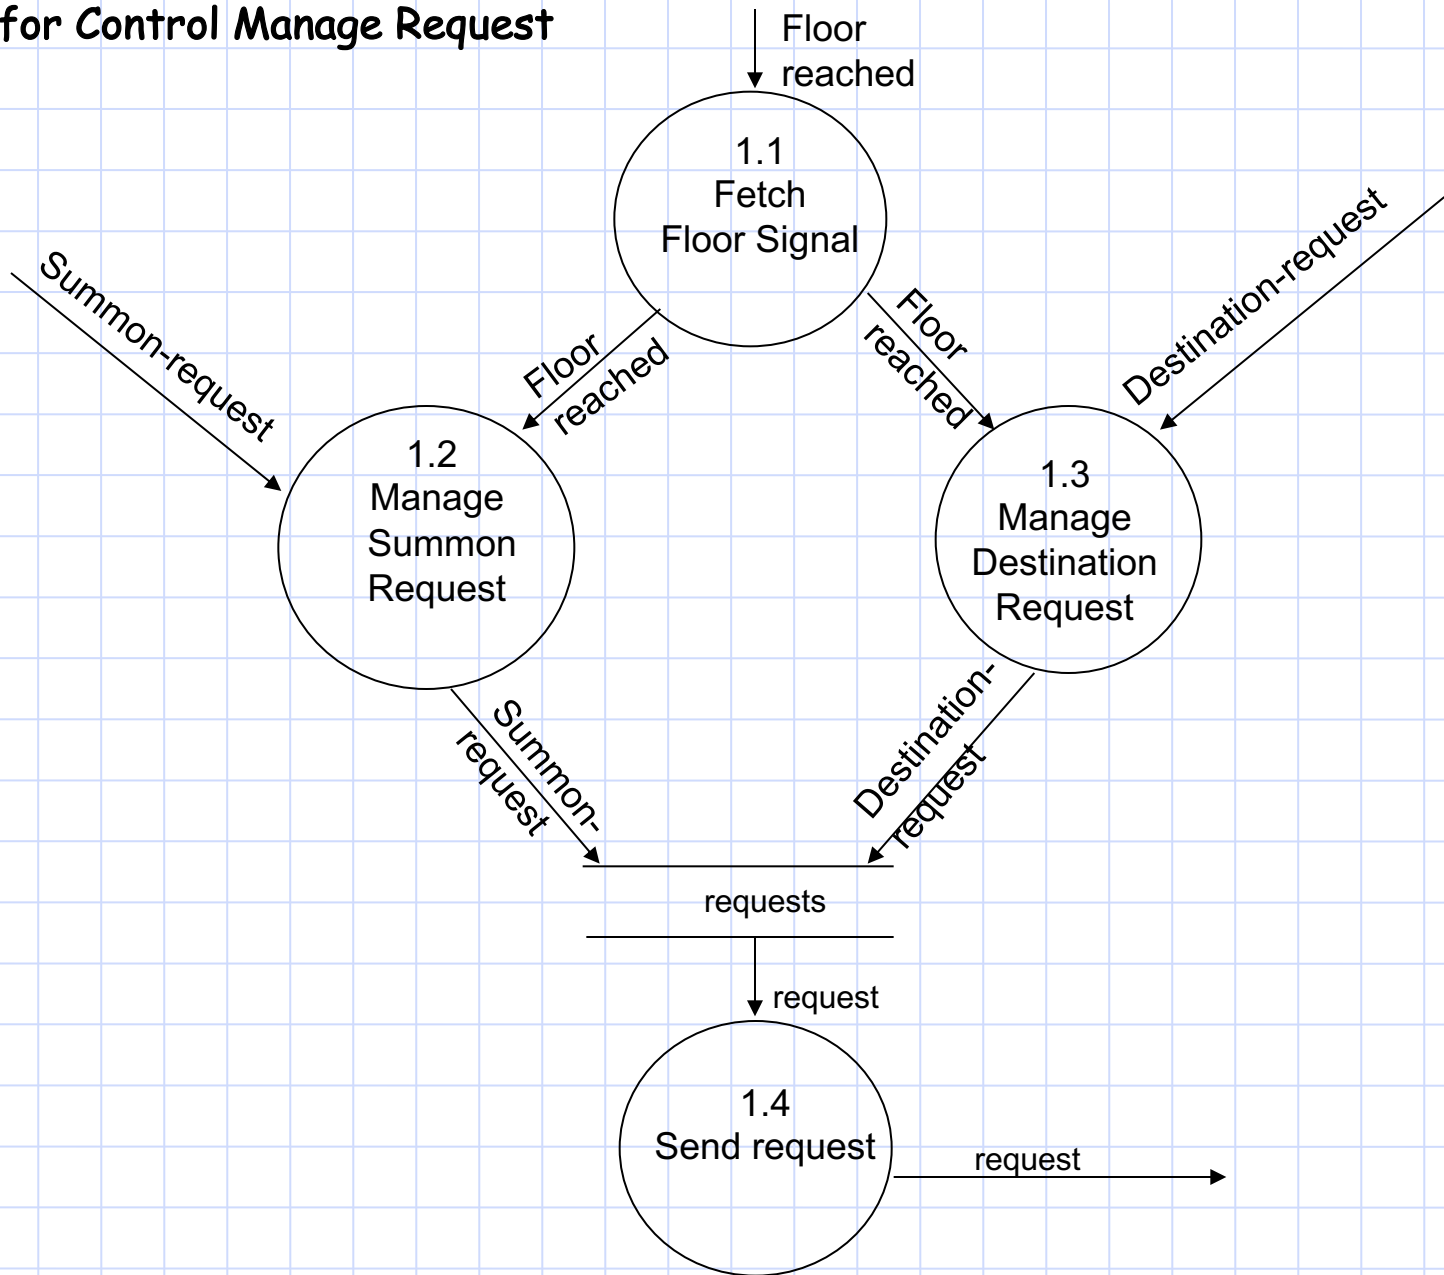 for Control Manage Request
Floor
reached
1.1
Fetch
Floor Signal
Summon-request
Floor
reached
Floor
reached
Destination-request
1.2
Manage
Summon
Request
1.3
Manage
Destination
Request
Summon-
request
Destination-
request
requests
request
1.4
Send request
request